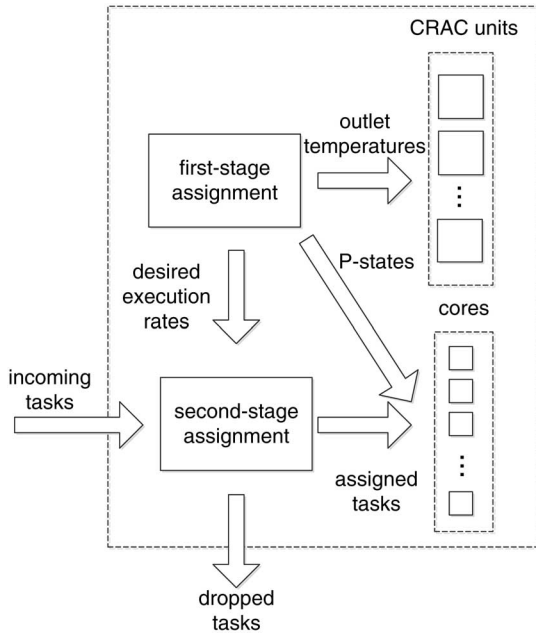 CRAC units
outlet
temperatures
first-stage
assignment
P-states
desired
execution
rates
cores
incoming
tasks
second-stage
assignment
assigned
tasks
dropped
tasks